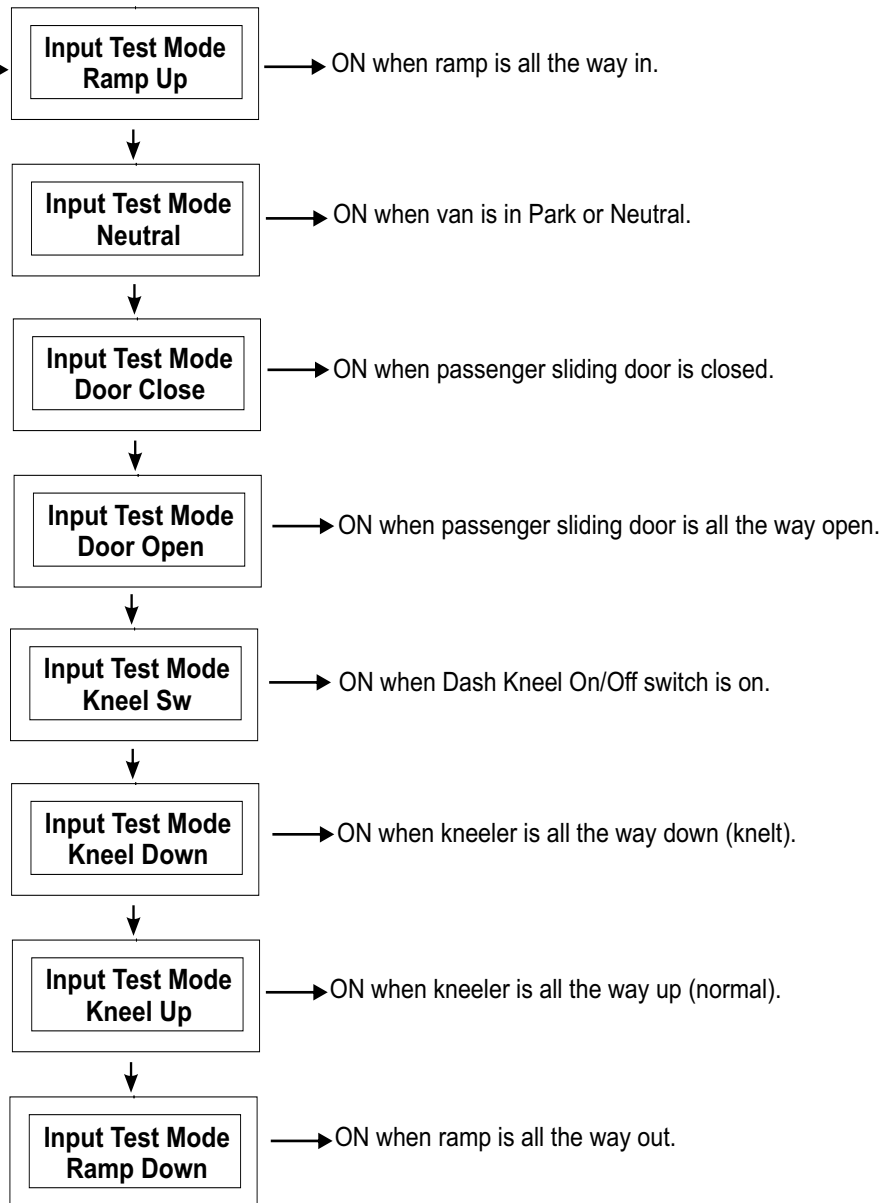 Input Test Mode
Ramp Up
ON when ramp is all the way in.
Input Test Mode
Neutral
ON when van is in Park or Neutral.
Input Test Mode
Door Close
ON when passenger sliding door is closed.
Input Test Mode
Door Open
ON when passenger sliding door is all the way open.
Input Test Mode
Kneel Sw
ON when Dash Kneel On/Off switch is on.
Input Test Mode
Kneel Down
ON when kneeler is all the way down (knelt).
Input Test Mode
Kneel Up
ON when kneeler is all the way up (normal).
Input Test Mode
Ramp Down
ON when ramp is all the way out.